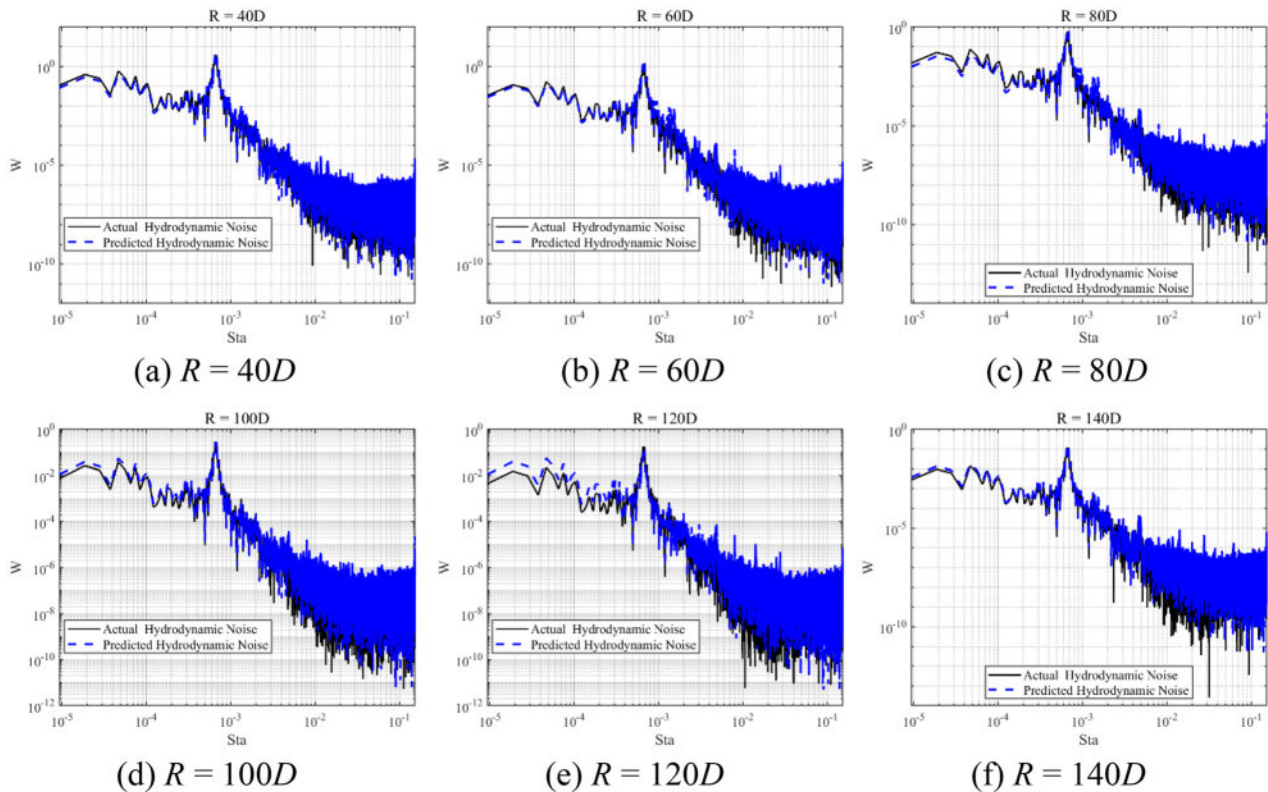 R = 40D
W
10^0
10^-5
10^-10
Actual Hydrodynamic Noise
Predicted Hydrodynamic Noise
10^-5 10^-4 10^-3 10^-2 10^-1
Sta
(a) R = 40D
R = 60D
W
10^0
10^-5
10^-10
Actual Hydrodynamic Noise
Predicted Hydrodynamic Noise
10^-5 10^-4 10^-3 10^-2 10^-1
Sta
(b) R = 60D
R = 80D
W
10^0
10^-5
10^-10
Actual Hydrodynamic Noise
Predicted Hydrodynamic Noise
10^-5 10^-4 10^-3 10^-2 10^-1
Sta
(c) R = 80D
R = 100D
W
10^0
10^-2
10^-4
10^-6
10^-8
10^-10
10^-12
Actual Hydrodynamic Noise
Predicted Hydrodynamic Noise
10^-5 10^-4 10^-3 10^-2 10^-1
Sta
(d) R = 100D
R = 120D
W
10^0
10^-2
10^-4
10^-6
10^-8
10^-10
10^-12
Actual Hydrodynamic Noise
Predicted Hydrodynamic Noise
10^-5 10^-4 10^-3 10^-2 10^-1
Sta
(e) R = 120D
R = 140D
W
10^0
10^-5
10^-10
Actual Hydrodynamic Noise
Predicted Hydrodynamic Noise
10^-5 10^-4 10^-3 10^-2 10^-1
Sta
(f) R = 140D